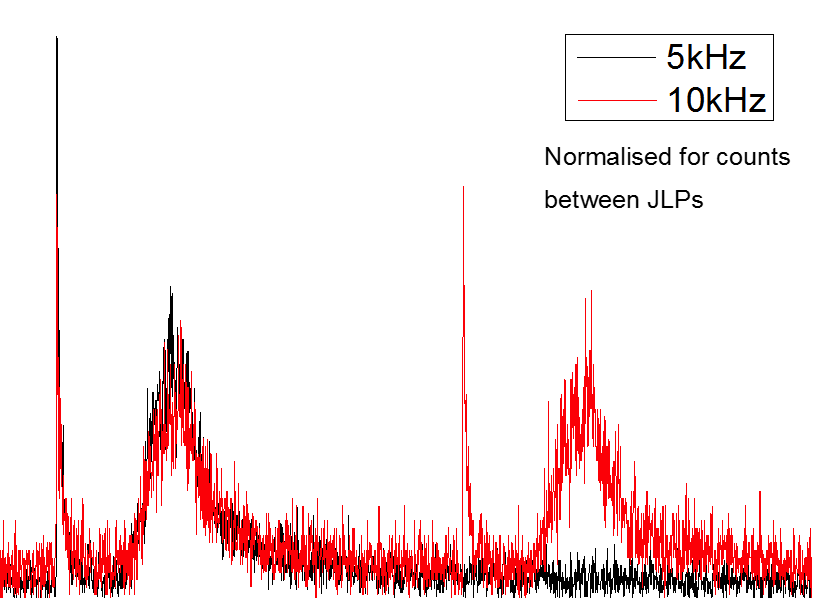 5kHz
10kHz
Normalised for counts
between JLPs